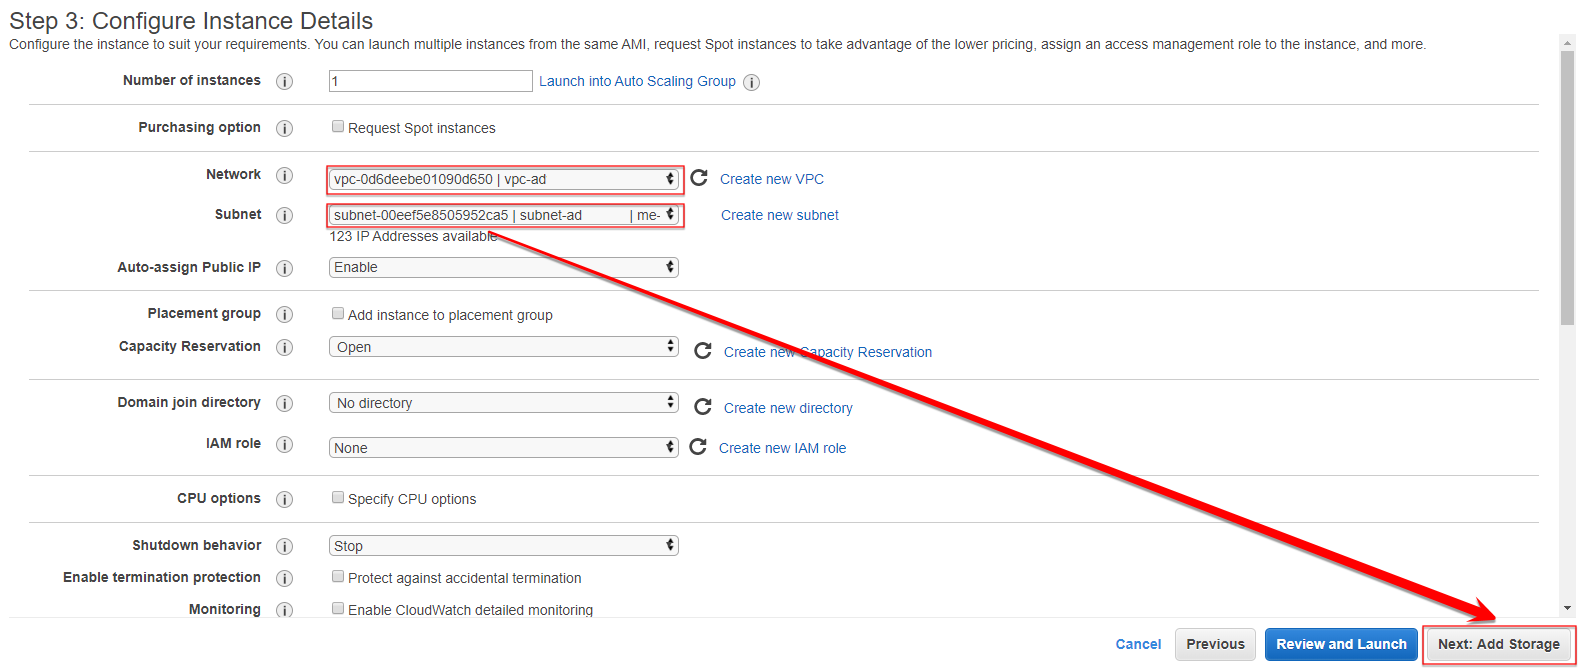 Step 3: Configure Instance Details
Configure the instance to suit your requirements. You can launch multiple instances from the same AMI, request Spot instances to take advantage of the lower pricing, assign an access management role to the instance, and more.
Number of instances i 1 Launch into Auto Scaling Group i
Purchasing option i Request Spot instances
Network i vpc-0d6deebe01090d650 | vpc-ad Create new VPC
Subnet i subnet-00eef5e8505952ca5 | subnet-ad | me- Create new subnet
123 IP Addresses available
Auto-assign Public IP i Enable
Placement group i Add instance to placement group
Capacity Reservation i Open Create new Capacity Reservation
Domain join directory i No directory Create new directory
IAM role i None Create new IAM role
CPU options i Specify CPU options
Shutdown behavior i Stop
Enable termination protection i Protect against accidental termination
Monitoring i Enable CloudWatch detailed monitoring
Cancel Previous Review and Launch Next: Add Storage